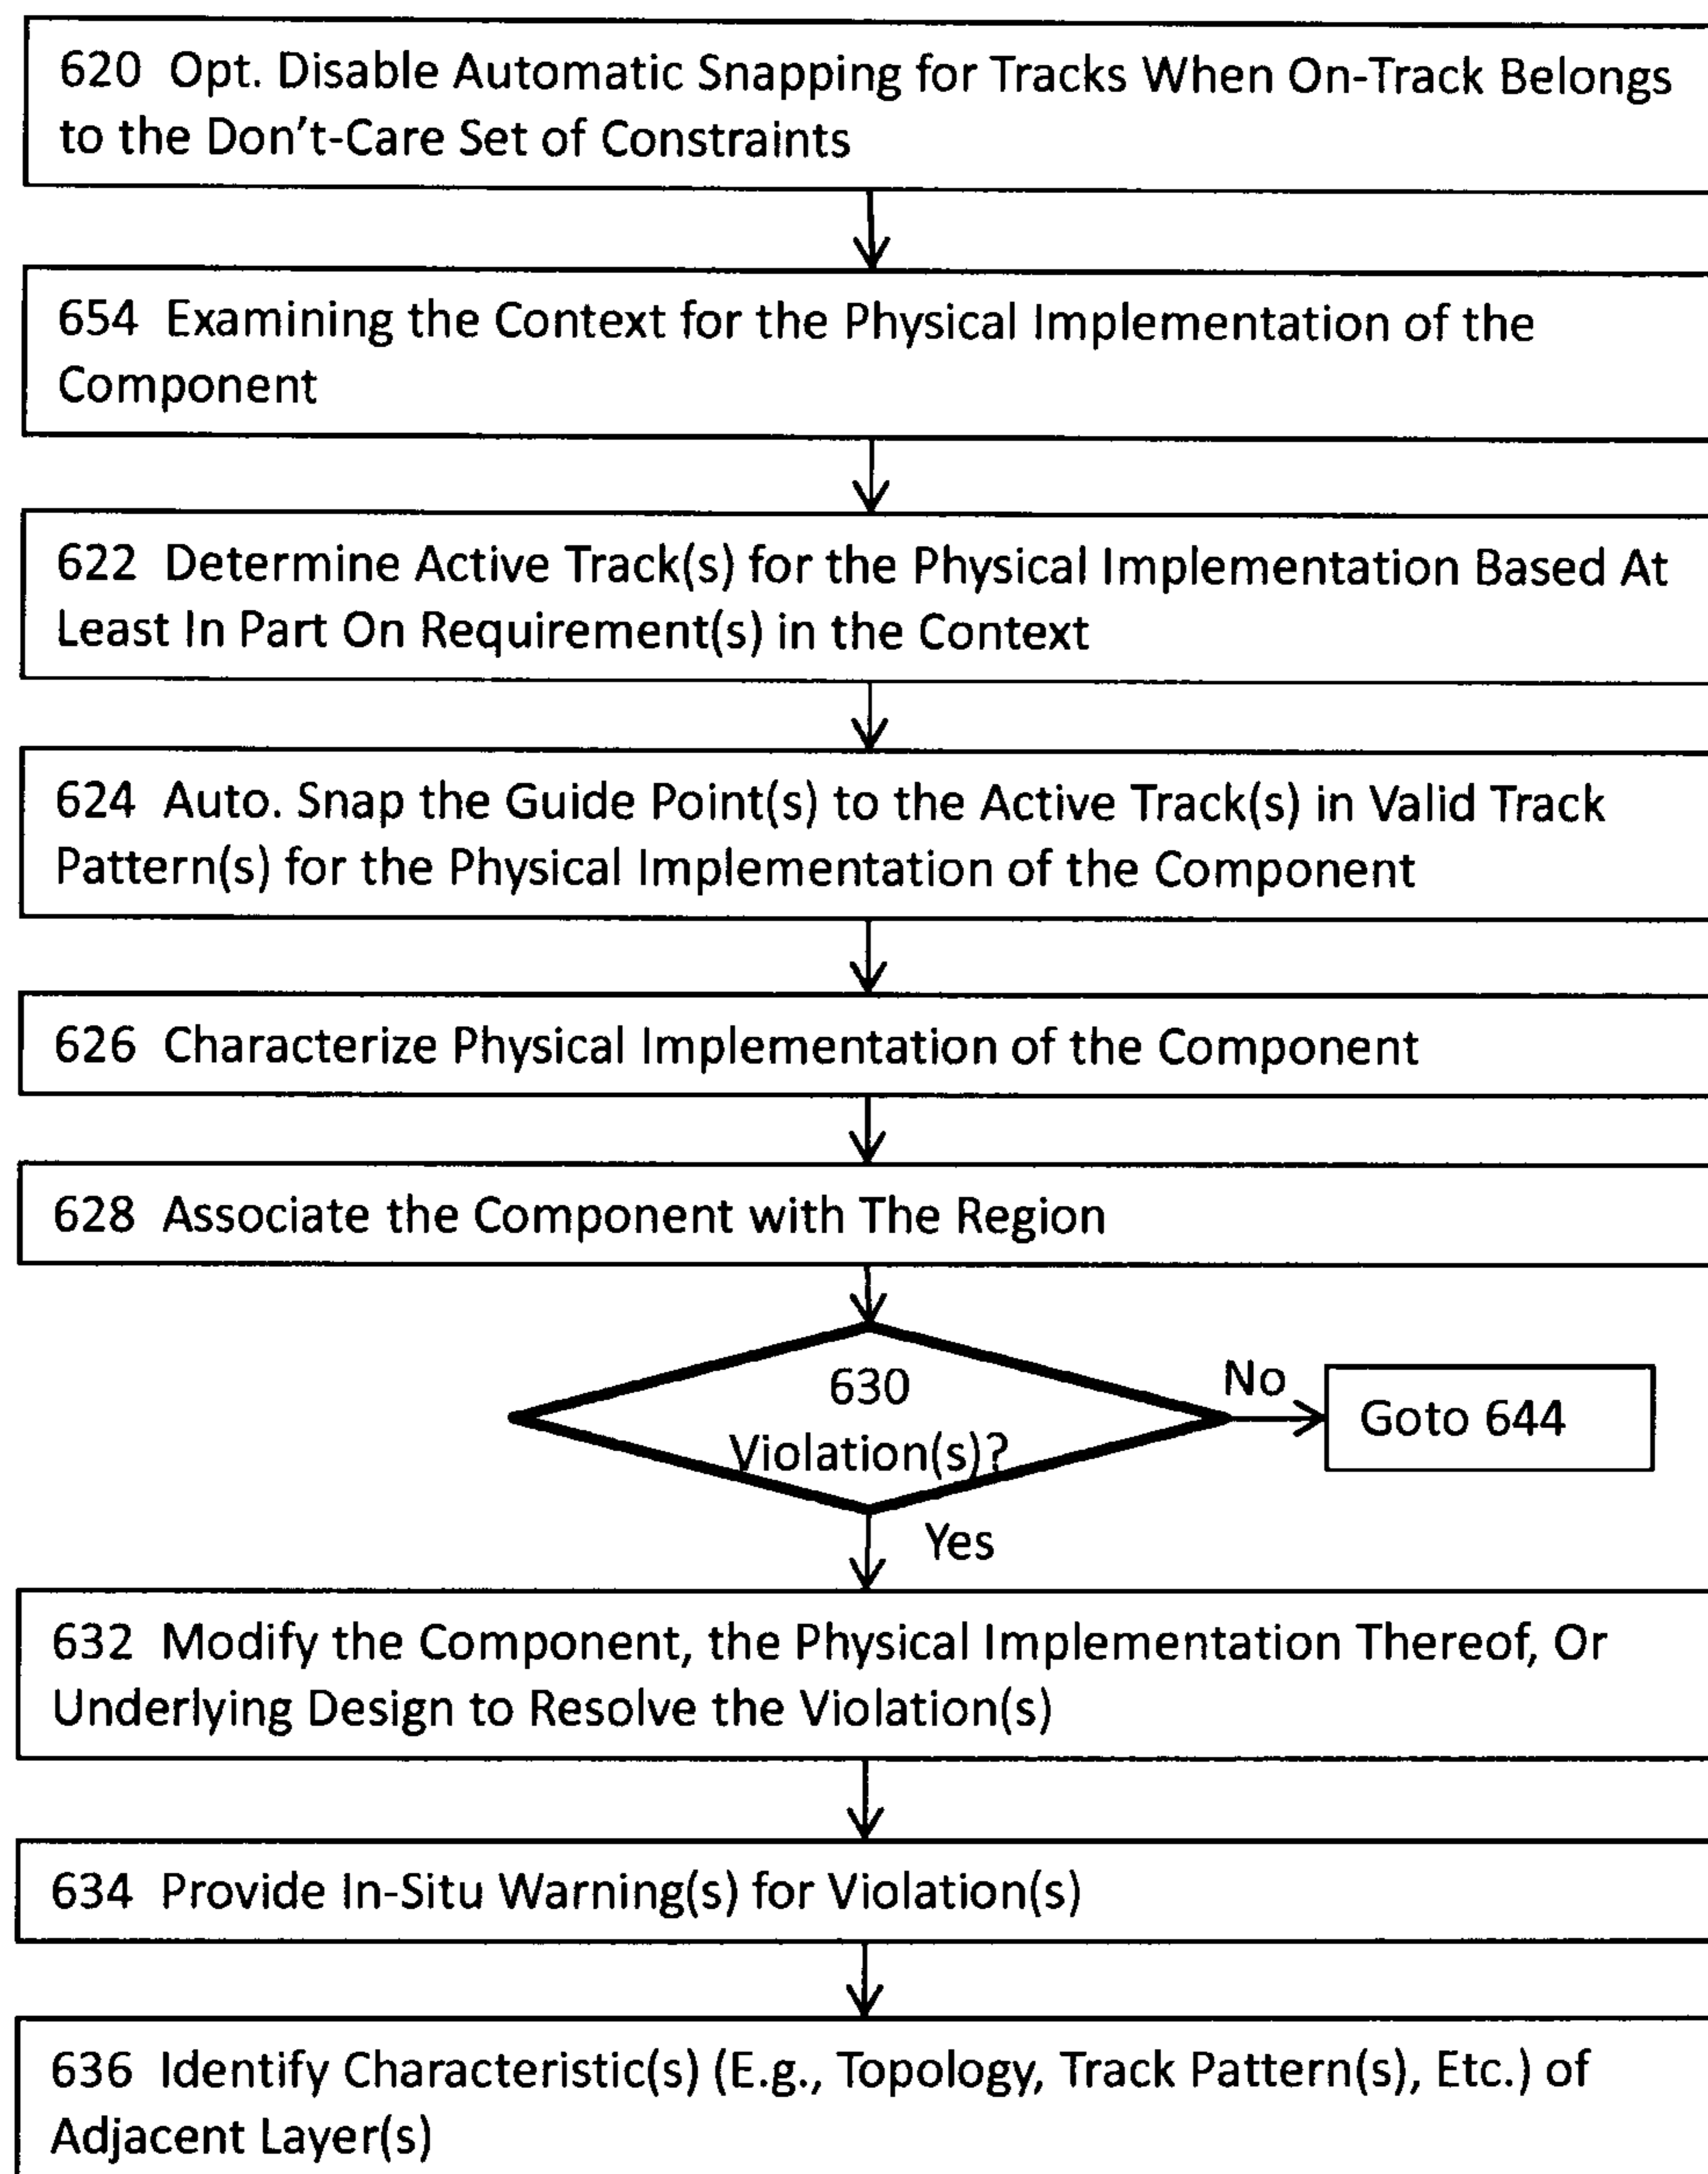 620 Opt. Disable Automatic Snapping for Tracks When On-Track Belongs
to the Don't-Care Set of Constraints
654 Examining the Context for the Physical Implementation of the
Component
622 Determine Active Track(s) for the Physical Implementation Based At
Least In Part On Requirement(s) in the Context
624 Auto. Snap the Guide Point(s) to the Active Track(s) in Valid Track
Pattern(s) for the Physical Implementation of the Component
626 Characterize Physical Implementation of the Component
628 Associate the Component with The Region
630
Violation(s)?
No
Goto 644
Yes
632 Modify the Component, the Physical Implementation Thereof, Or
Underlying Design to Resolve the Violation(s)
634 Provide In-Situ Warning(s) for Violation(s)
636 Identify Characteristic(s) (E.g., Topology, Track Pattern(s), Etc.) of
Adjacent Layer(s)